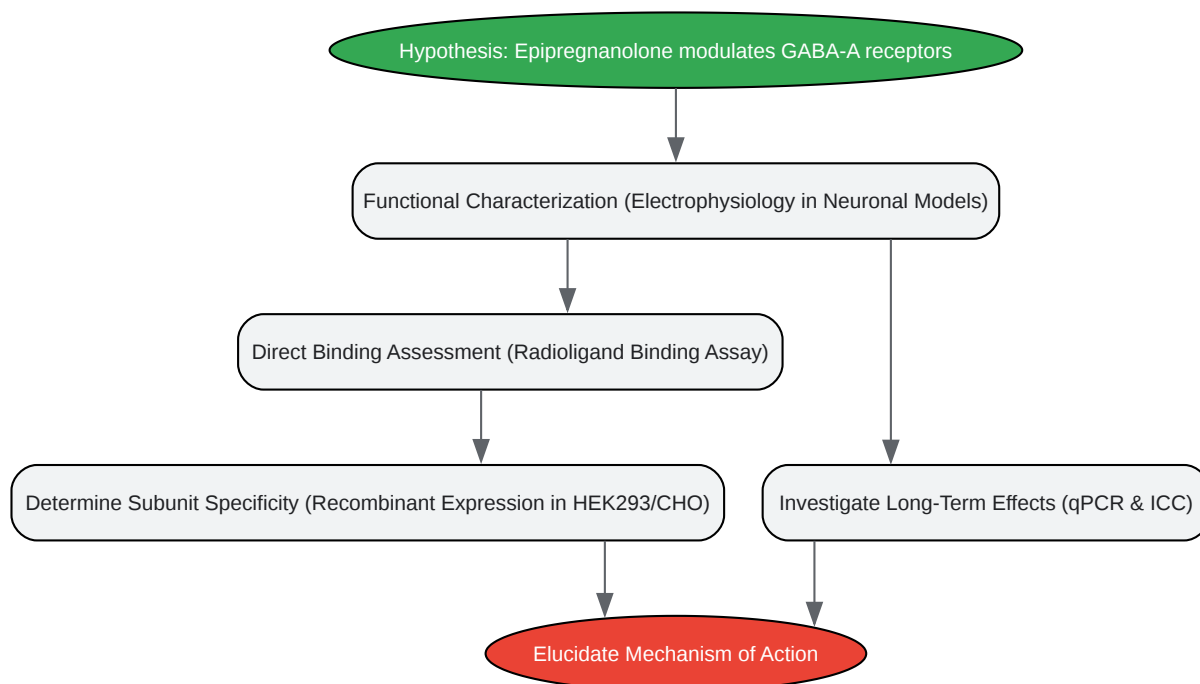 Hypothesis: Epipregnanolone modulates GABA-A receptors
Functional Characterization (Electrophysiology in Neuronal Models)
Direct Binding Assessment (Radioligand Binding Assay)
Determine Subunit Specificity (Recombinant Expression in HEK293/CHO)
Investigate Long-Term Effects (qPCR & ICC)
Elucidate Mechanism of Action